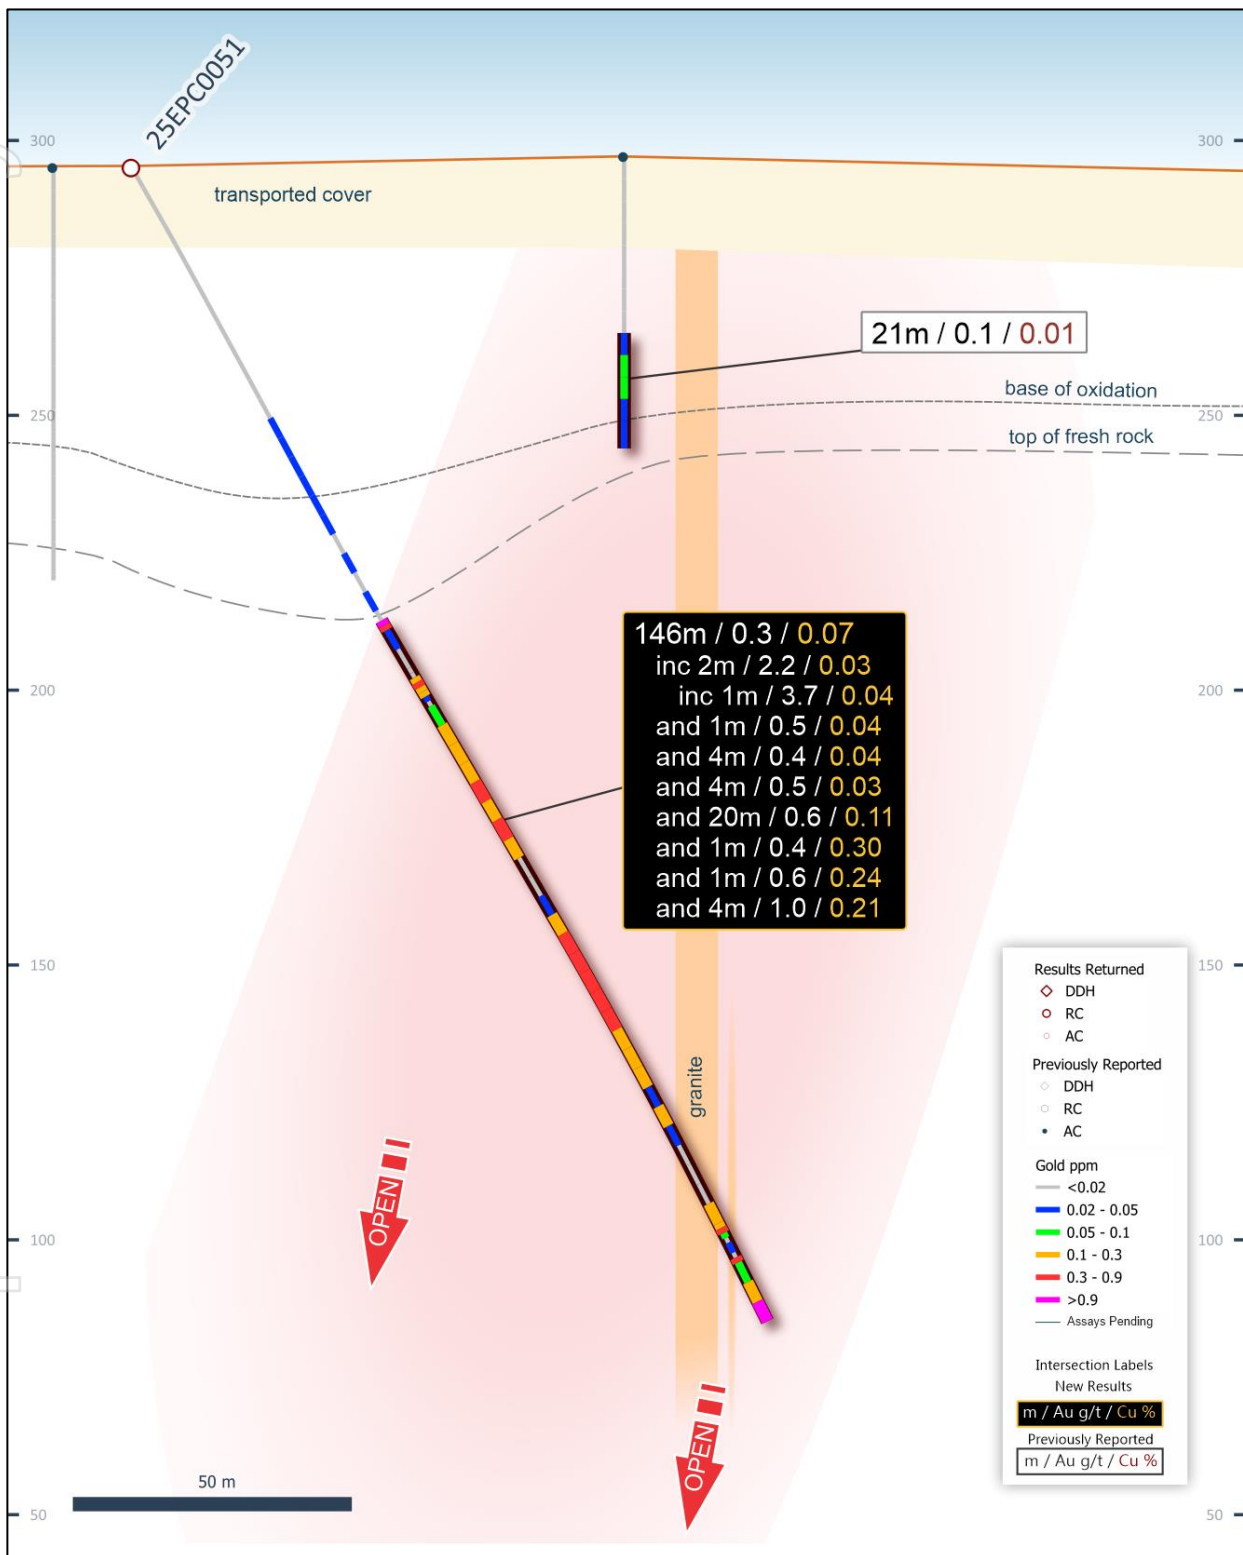 25EPC0051
300
300
transported cover
21m / 0.1 / 0.01
base of oxidation
250
250
top of fresh rock
146m / 0.3 / 0.07
inc 2m / 2.2 / 0.03
inc 1m / 3.7 / 0.04
and 1m / 0.5 / 0.04
and 4m / 0.4 / 0.04
and 4m / 0.5 / 0.03
and 20m / 0.6 / 0.11
and 1m / 0.4 / 0.30
and 1m / 0.6 / 0.24
and 4m / 1.0 / 0.21
200
200
150
150
granite
100
100
OPEN
OPEN
50 m
50
50
Results Returned
DDH
RC
AC
Previously Reported
DDH
RC
AC
Gold ppm
<0.02
0.02 - 0.05
0.05 - 0.1
0.1 - 0.3
0.3 - 0.9
>0.9
Assays Pending
Intersection Labels
New Results
m / Au g/t / Cu %
Previously Reported
m / Au g/t / Cu %